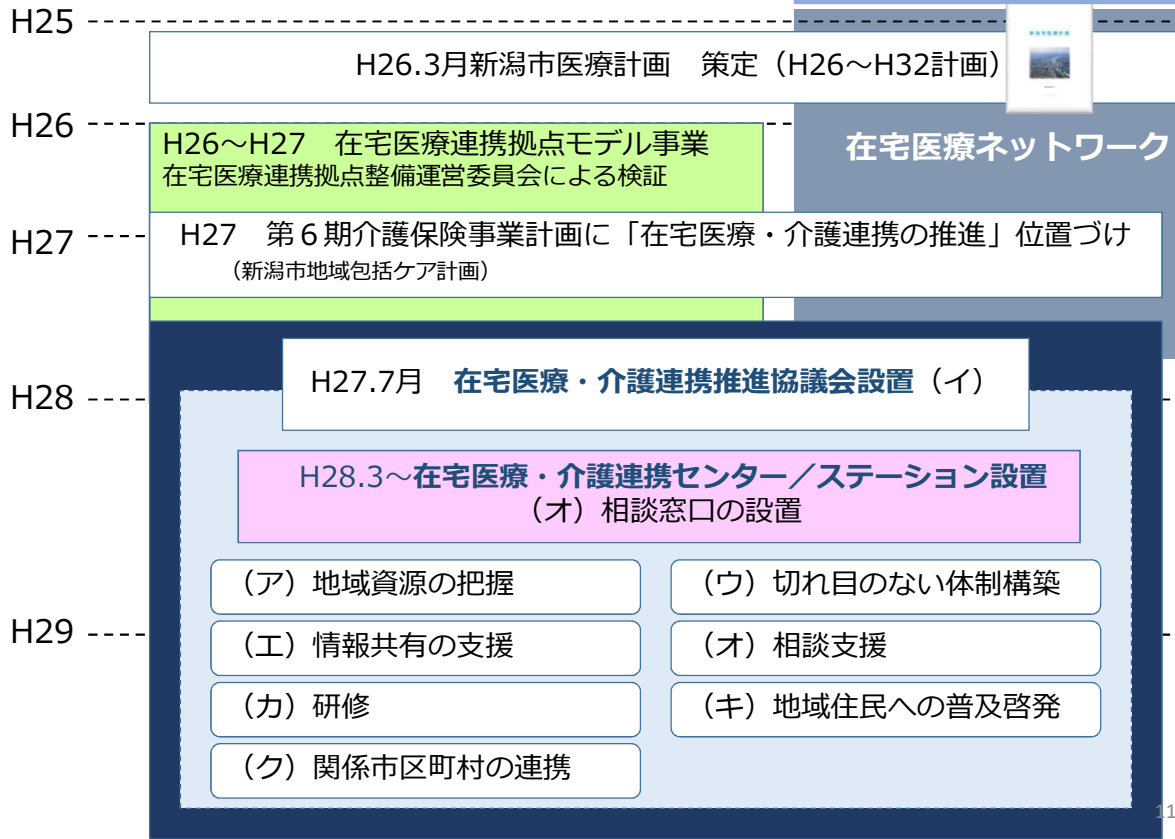 H25
H26.3月新潟市医療計画　策定（H26～H32計画）
新潟市医療計画
H26
H26～H27　在宅医療連携拠点モデル事業
在宅医療連携拠点整備運営委員会による検証
在宅医療ネットワーク
H27
H27　第６期介護保険事業計画に「在宅医療・介護連携の推進」位置づけ
（新潟市地域包括ケア計画）
H28
H27.7月　在宅医療・介護連携推進協議会設置（イ）
H28.3～在宅医療・介護連携センター／ステーション設置
（オ）相談窓口の設置
（ア）地域資源の把握
（ウ）切れ目のない体制構築
H29
（エ）情報共有の支援
（オ）相談支援
（カ）研修
（キ）地域住民への普及啓発
（ク）関係市区町村の連携
11